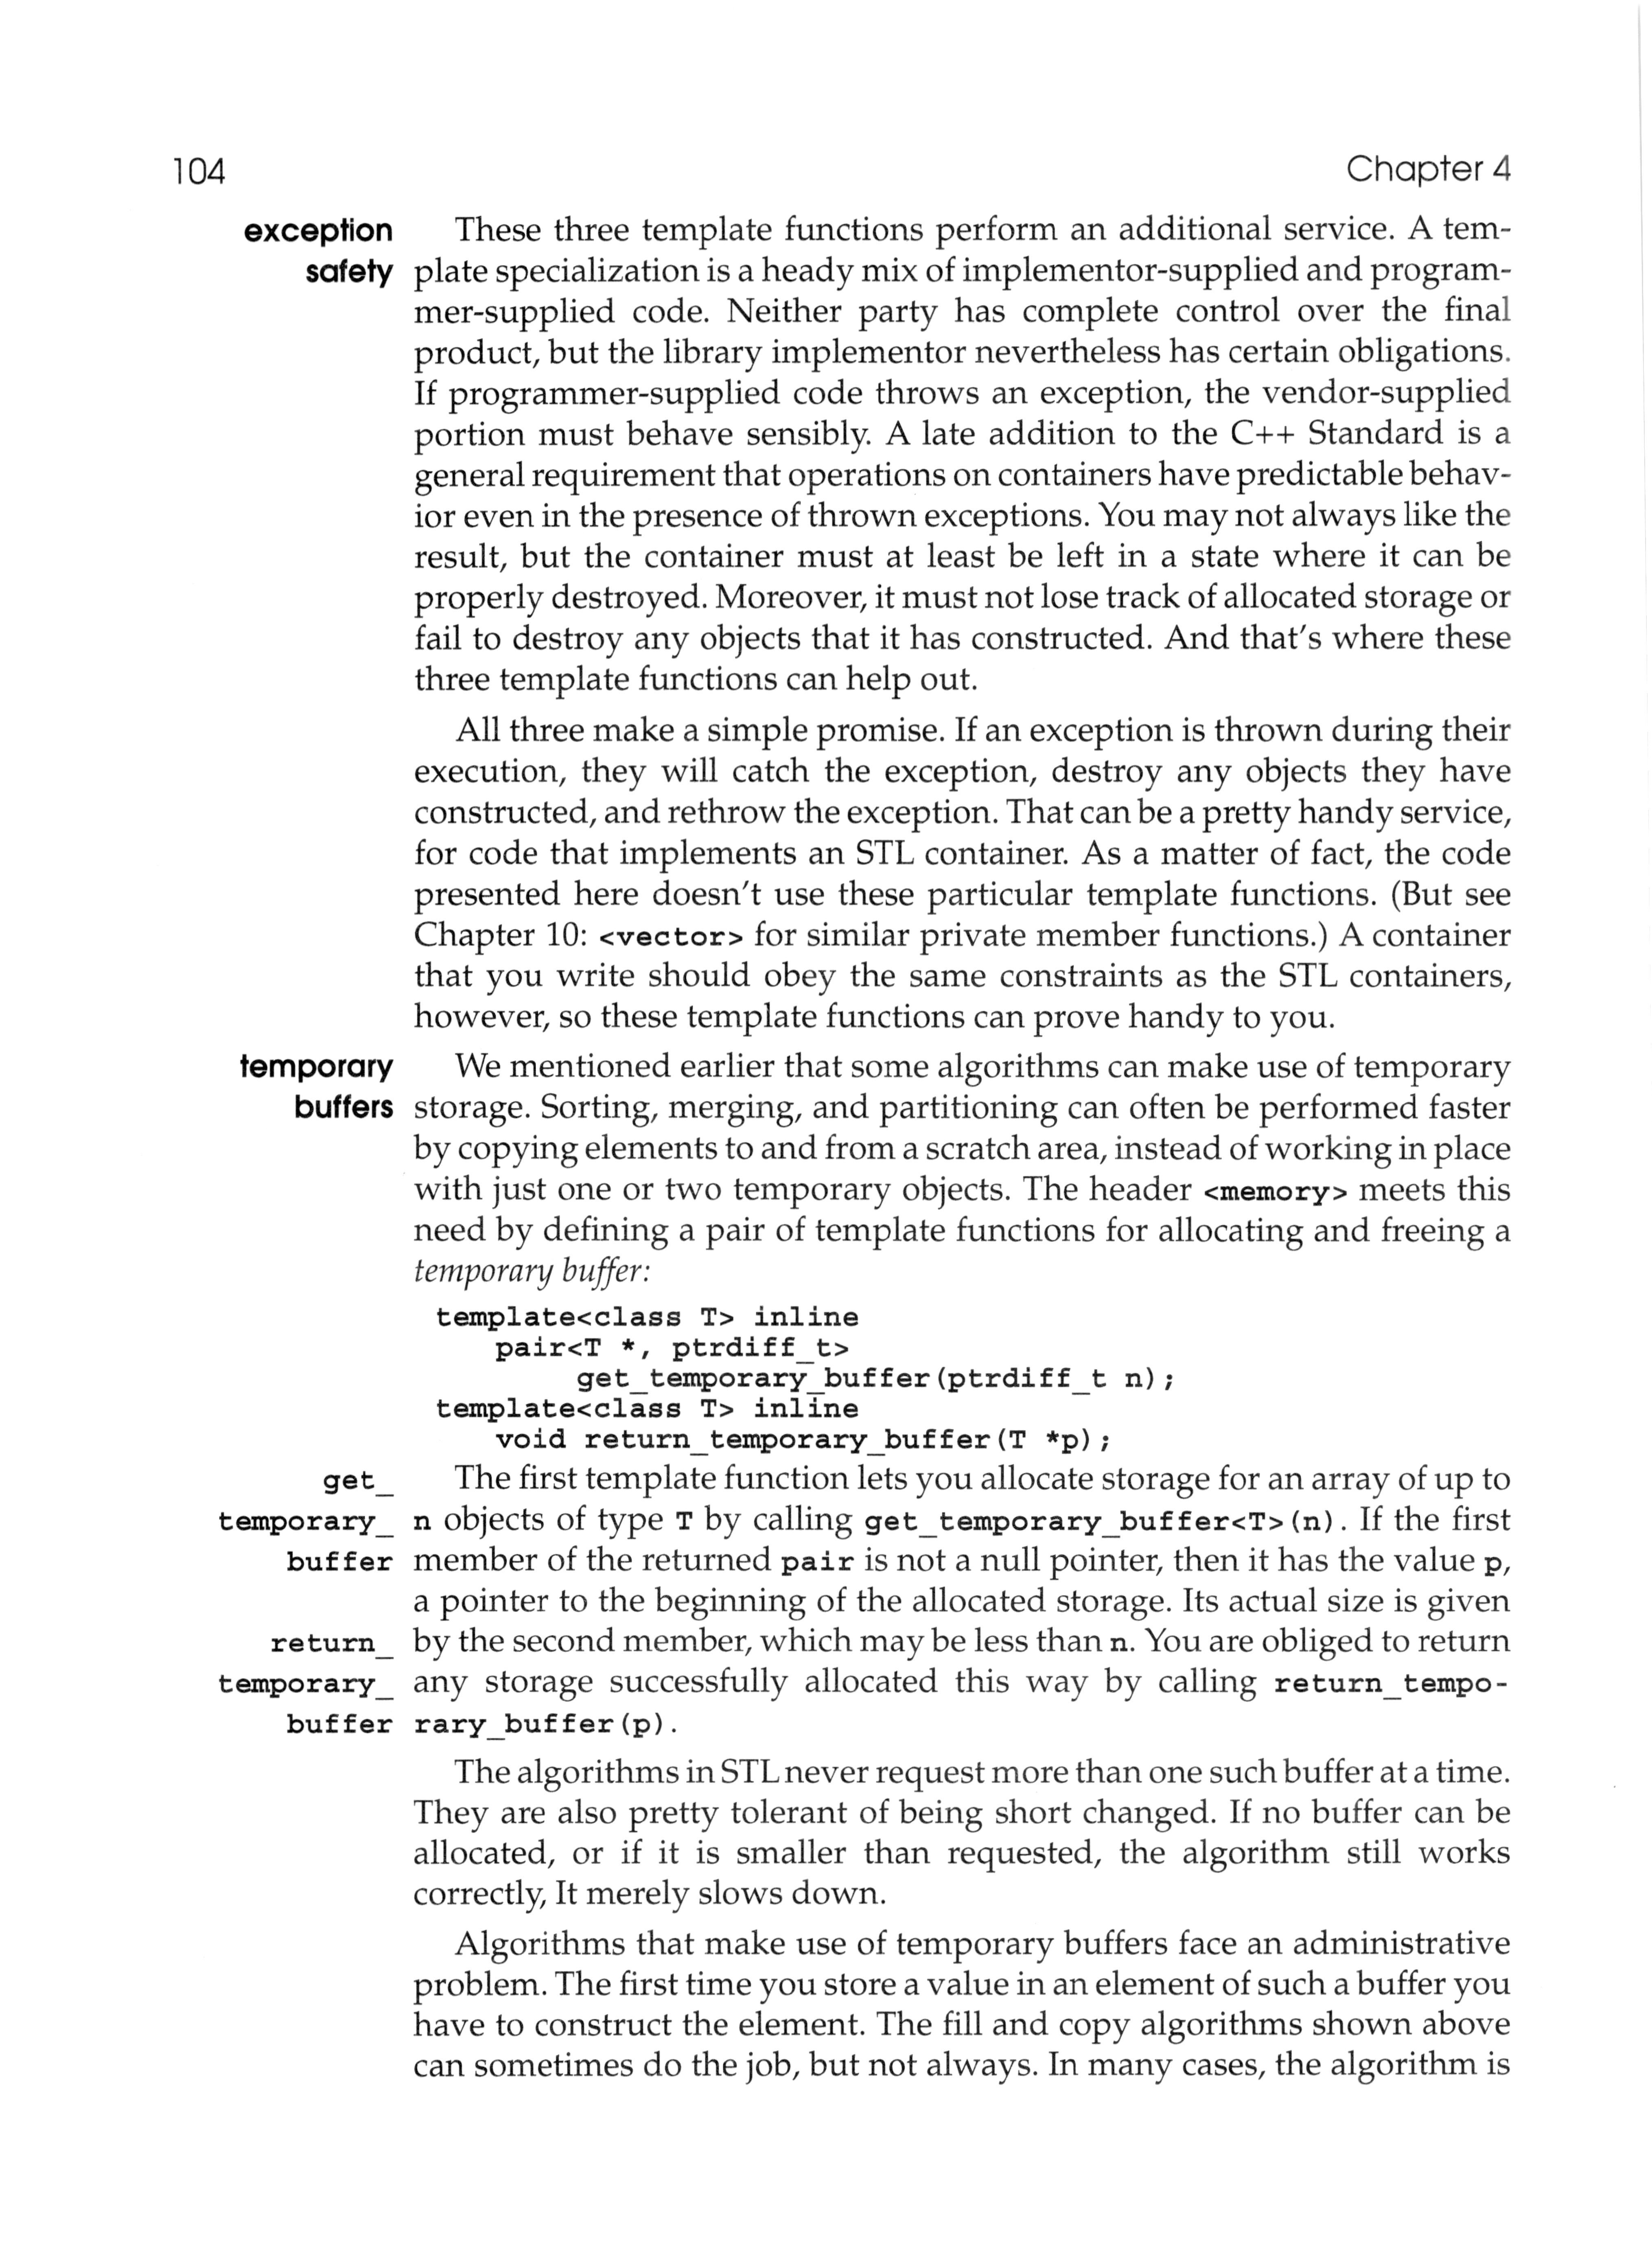 104 Chapter 4
exception These three template functions perform an additional service. A tem-
safety plate specialization is a heady mix of implementor-supplied and program-
mer-supplied code. Neither party has complete control over the final
product, but the library implementor nevertheless has certain obligations.
If programmer-supplied code throws an exception, the vendor-supplied
portion must behave sensibly. A late addition to the C++ Standard is a
general requirement that operations on containers have predictable behav-
ior even in the presence of thrown exceptions. You may not always like the
result, but the container must at least be left in a state where it can be
properly destroyed. Moreover, it must not lose track of allocated storage or
fail to destroy any objects that it has constructed. And that's where these
three template functions can help out.
All three make a simple promise. If an exception is thrown during their
execution, they will catch the exception, destroy any objects they have
constructed, and rethrow the exception. That can be a pretty handy service,
for code that implements an STL container. As a matter of fact, the code
presented here doesn't use these particular template functions. (But see
Chapter 10: <vector> for similar private member functions.) A container
that you write should obey the same constraints as the STL containers,
however, so these template functions can prove handy to you.
temporary We mentioned earlier that some algorithms can make use of temporary
buffers storage. Sorting, merging, and partitioning can often be performed faster
by copying elements to and from a scratch area, instead of working in place
with just one or two temporary objects. The header <memory> meets this
need by defining a pair of template functions for allocating and freeing a
temporary buffer:
template<class T> inline
pair<T *, ptrdiff_t>
get_temporary_buffer(ptrdiff_t n);
template<class T> inline
void return_temporary_buffer(T *p);
get_ The first template function lets you allocate storage for an array of up to
temporary_ n objects of type T by calling get_temporary_buffer<T>(n). If the first
buffer member of the returned pair is not a null pointer, then it has the value p,
a pointer to the beginning of the allocated storage. Its actual size is given
return_ by the second member, which may be less than n. You are obliged to return
temporary_ any storage successfully allocated this way by calling return_tempo-
buffer rary_buffer(p).
The algorithms in STL never request more than one such buffer at a time.
They are also pretty tolerant of being short changed. If no buffer can be
allocated, or if it is smaller than requested, the algorithm still works
correctly, It merely slows down.
Algorithms that make use of temporary buffers face an administrative
problem. The first time you store a value in an element of such a buffer you
have to construct the element. The fill and copy algorithms shown above
can sometimes do the job, but not always. In many cases, the algorithm is